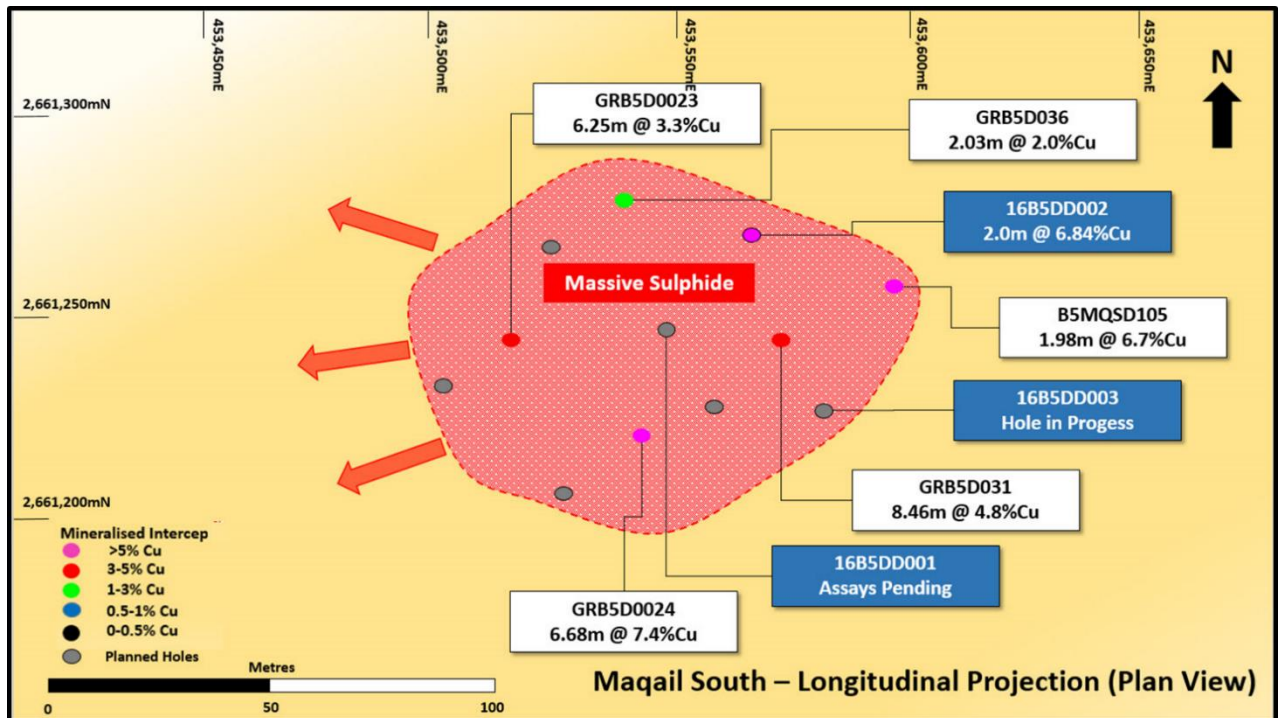 453,450mE
453,500mE
453,550mE
453,600mE
453,650mE
N
2,661,300mN
GRB5D0023
6.25m @ 3.3%Cu
GRB5D036
2.03m @ 2.0%Cu
16B5DD002
2.0m @ 6.84%Cu
Massive Sulphide
2,661,250mN
B5MQSD105
1.98m @ 6.7%Cu
16B5DD003
Hole in Progess
2,661,200mN
GRB5D031
8.46m @ 4.8%Cu
Mineralised Intercep
>5% Cu
3-5% Cu
1-3% Cu
0.5-1% Cu
0-0.5% Cu
Planned Holes
16B5DD001
Assays Pending
GRB5D0024
6.68m @ 7.4%Cu
Metres
0
50
100
Maqail South – Longitudinal Projection (Plan View)